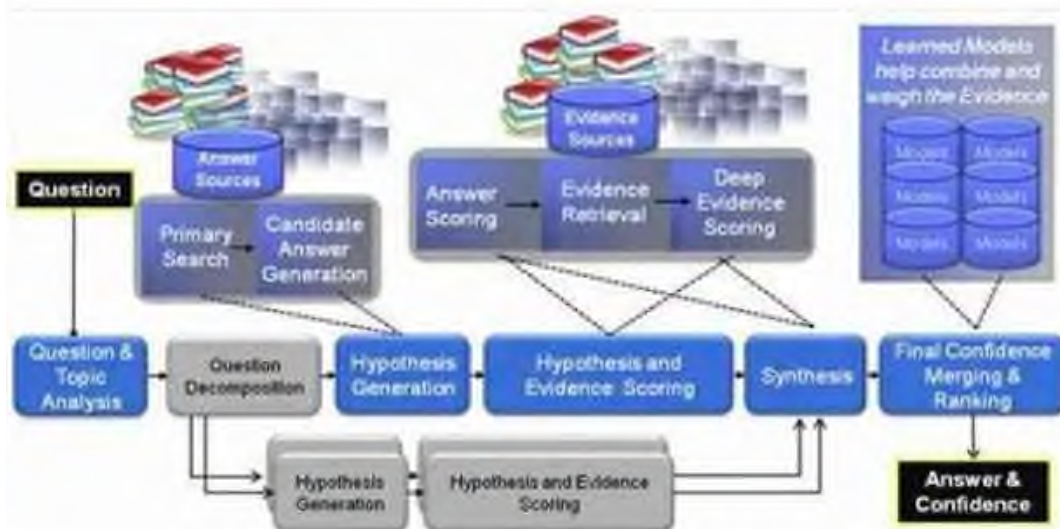 Learned Models
help combine and
weigh the Evidence
Answer
Sources
Evidence
Sources
Models
Models
Models
Models
Models
Models
Question
Primary
Search
Candidate
Answer
Generation
Answer
Scoring
Evidence
Retrieval
Deep
Evidence
Scoring
Question &
Topic
Analysis
Question
Decomposition
Hypothesis
Generation
Hypothesis and
Evidence Scoring
Synthesis
Final Confidence
Merging &
Ranking
Hypothesis
Generation
Hypothesis and Evidence
Scoring
Answer &
Confidence